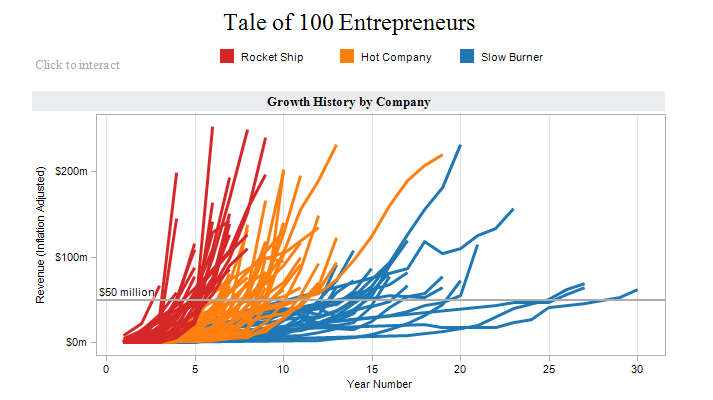 Tale of 100 Entrepreneurs
Click to interact
Rocket Ship
Hot Company
Slow Burner
Growth History by Company
Revenue (Inflation Adjusted)
$200m
$100m
$50 million
$0m
0 5 10 15 20 25 30
Year Number